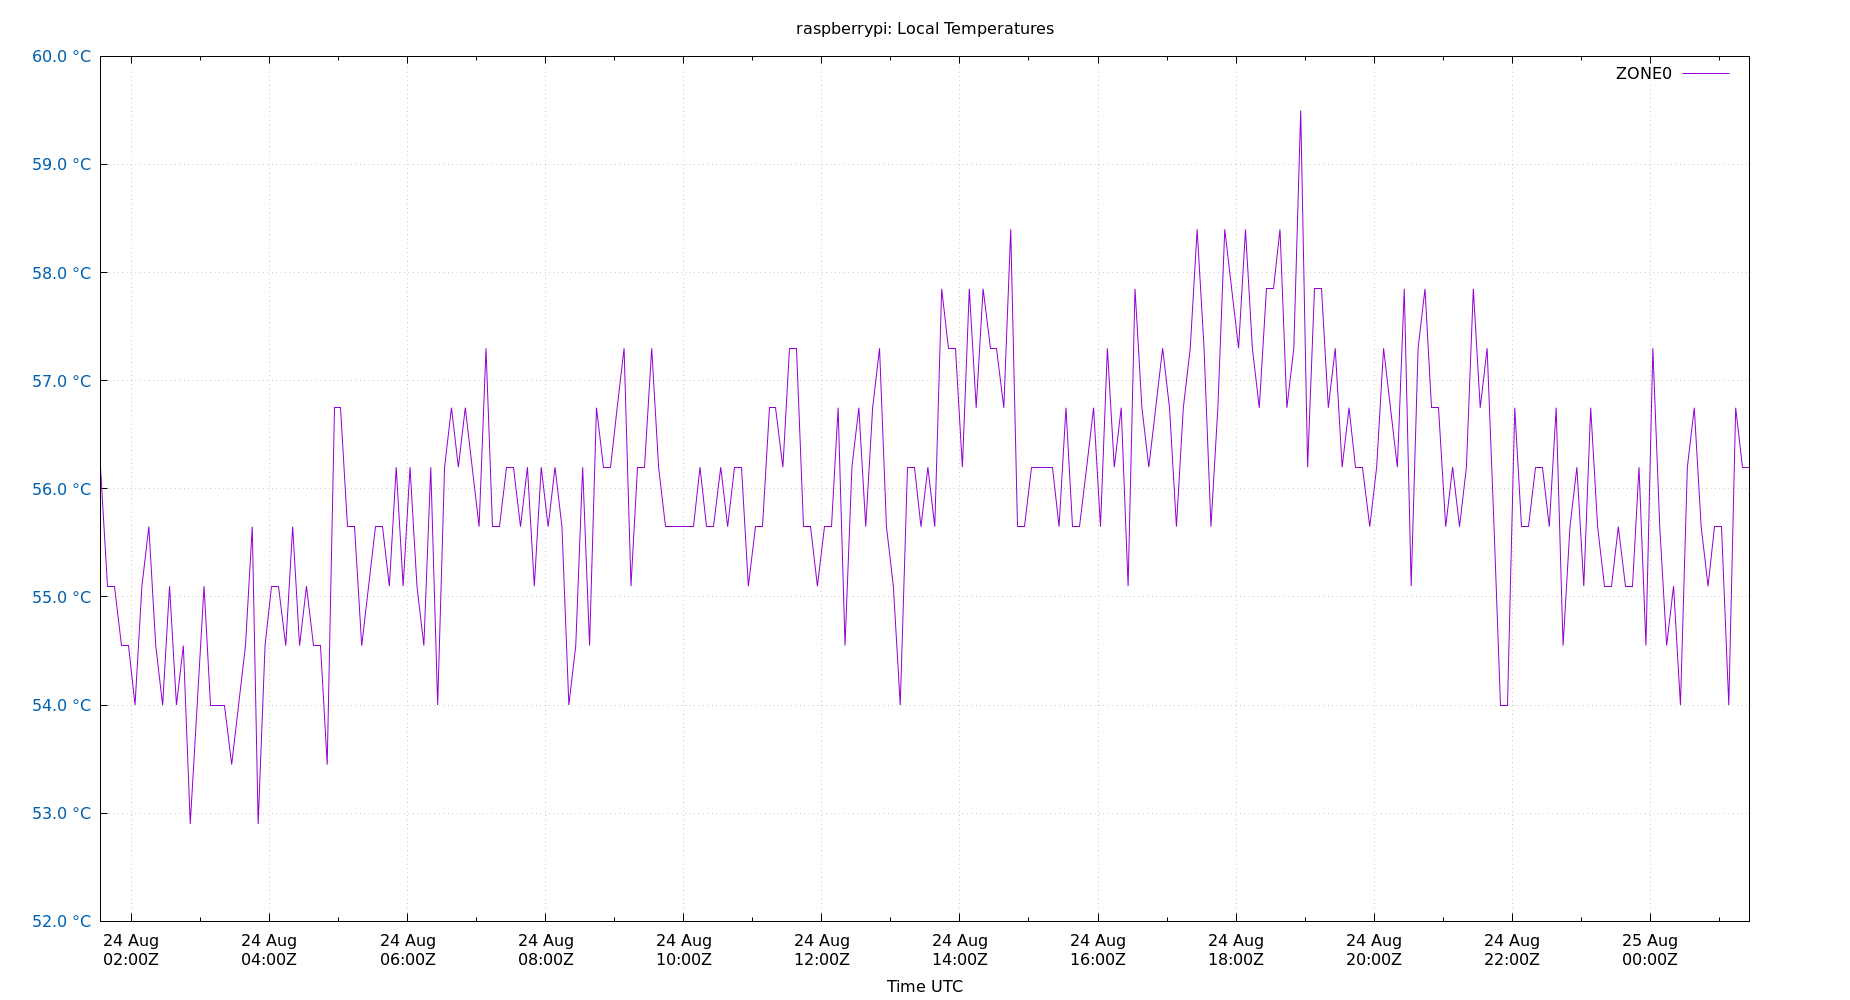 raspberrypi: Local Temperatures
60.0 °C
ZONE0
59.0 °C
58.0 °C
57.0 °C
56.0 °C
55.0 °C
54.0 °C
53.0 °C
52.0 °C
24 Aug 24 Aug 24 Aug 24 Aug 24 Aug 24 Aug 24 Aug 24 Aug 24 Aug 24 Aug 24 Aug 25 Aug
02:00Z 04:00Z 06:00Z 08:00Z 10:00Z 12:00Z 14:00Z 16:00Z 18:00Z 20:00Z 22:00Z 00:00Z
Time UTC